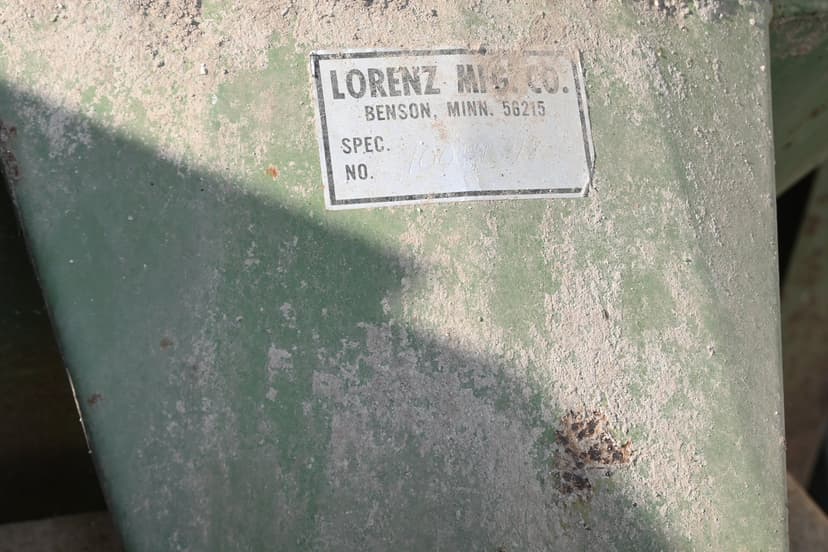 LORENZ MFG. CO.
BENSON, MINN. 56215
SPEC.
NO.